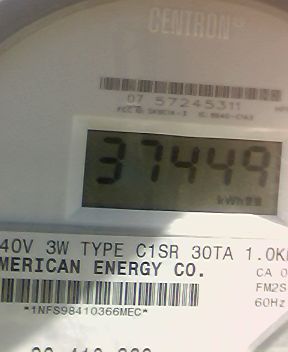 CENTRON®
07 57245311
37449
kWh
40V 3W TYPE C1SR 30TA 1.0K
MERICAN ENERGY CO.
CA 0
FM2S
60Hz
*1NFS98410366MEC*